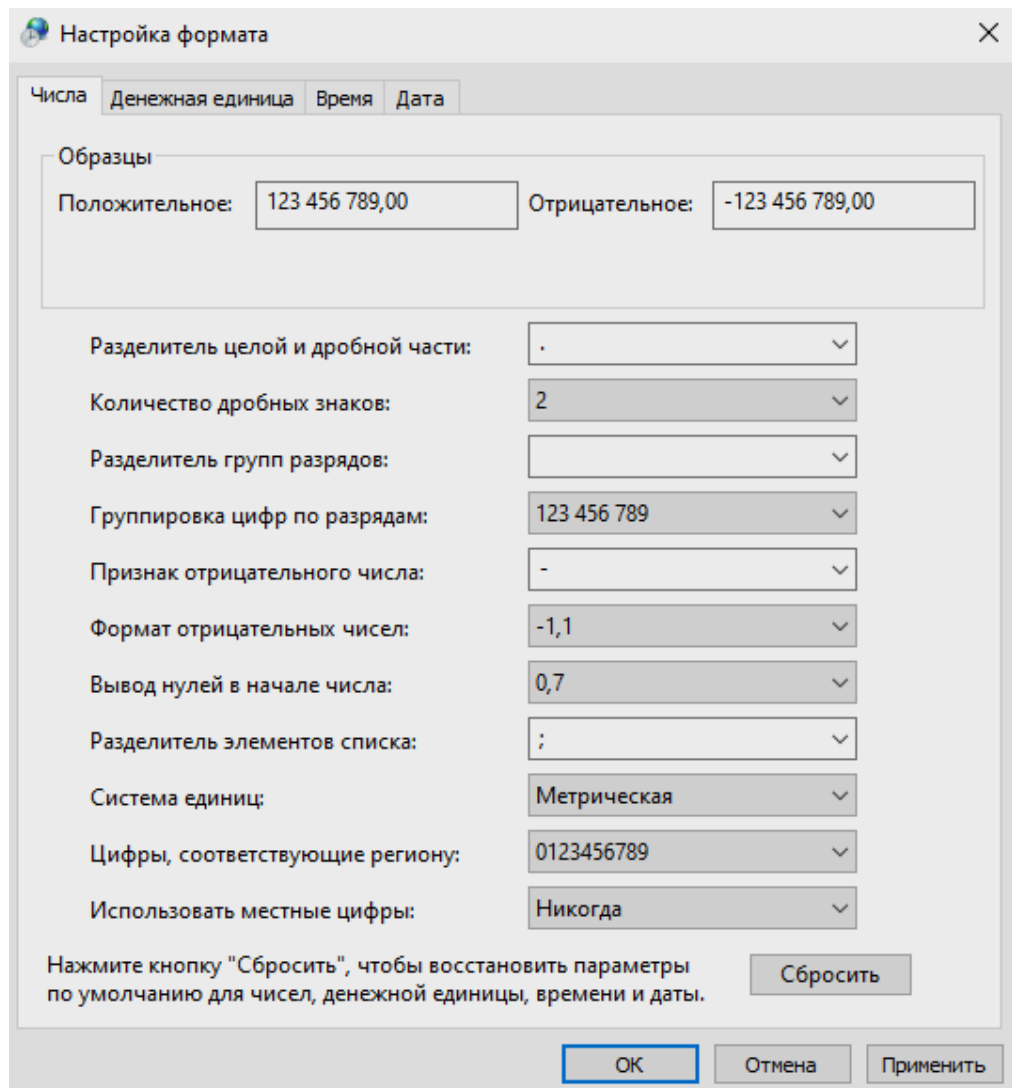 Настройка формата
Числа Денежная единица Время Дата
Образцы
Положительное: 123 456 789,00 Отрицательное: -123 456 789,00
Разделитель целой и дробной части: .
Количество дробных знаков: 2
Разделитель групп разрядов:
Группировка цифр по разрядам: 123 456 789
Признак отрицательного числа: -
Формат отрицательных чисел: -1,1
Вывод нулей в начале числа: 0,7
Разделитель элементов списка: ;
Система единиц: Метрическая
Цифры, соответствующие региону: 0123456789
Использовать местные цифры: Никогда
Нажмите кнопку "Сбросить", чтобы восстановить параметры
по умолчанию для чисел, денежной единицы, времени и даты.
Сбросить
ОК Отмена Применить